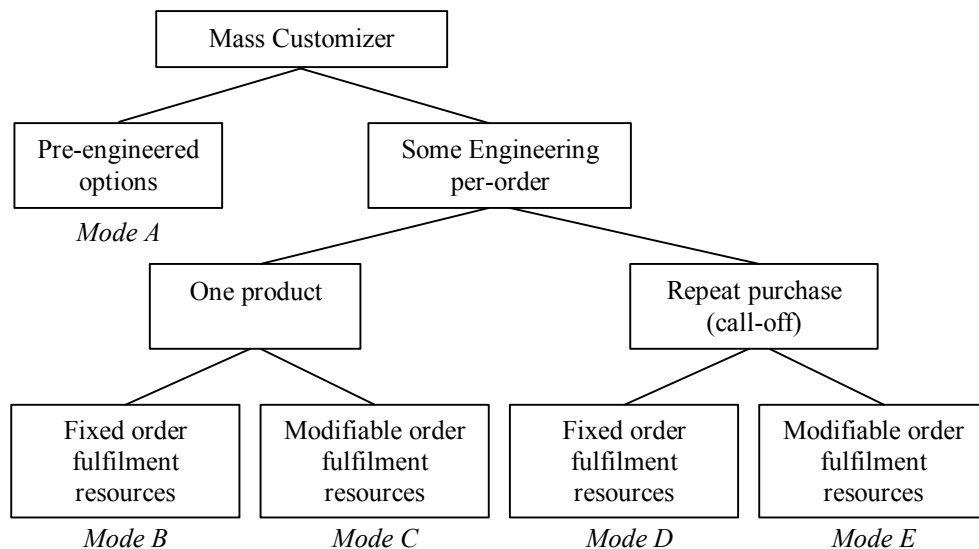 Mass Customizer
Pre-engineered
options
Mode A
Some Engineering
per-order
One product
Repeat purchase
(call-off)
Fixed order
fulfilment
resources
Mode B
Modifiable order
fulfilment
resources
Mode C
Fixed order
fulfilment
resources
Mode D
Modifiable order
fulfilment
resources
Mode E